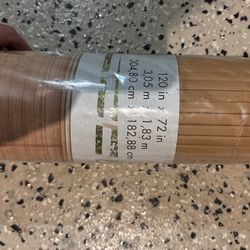 120 in x 72 in
3,05 m x 1,83 m
304,80 cm x 182,88 cm